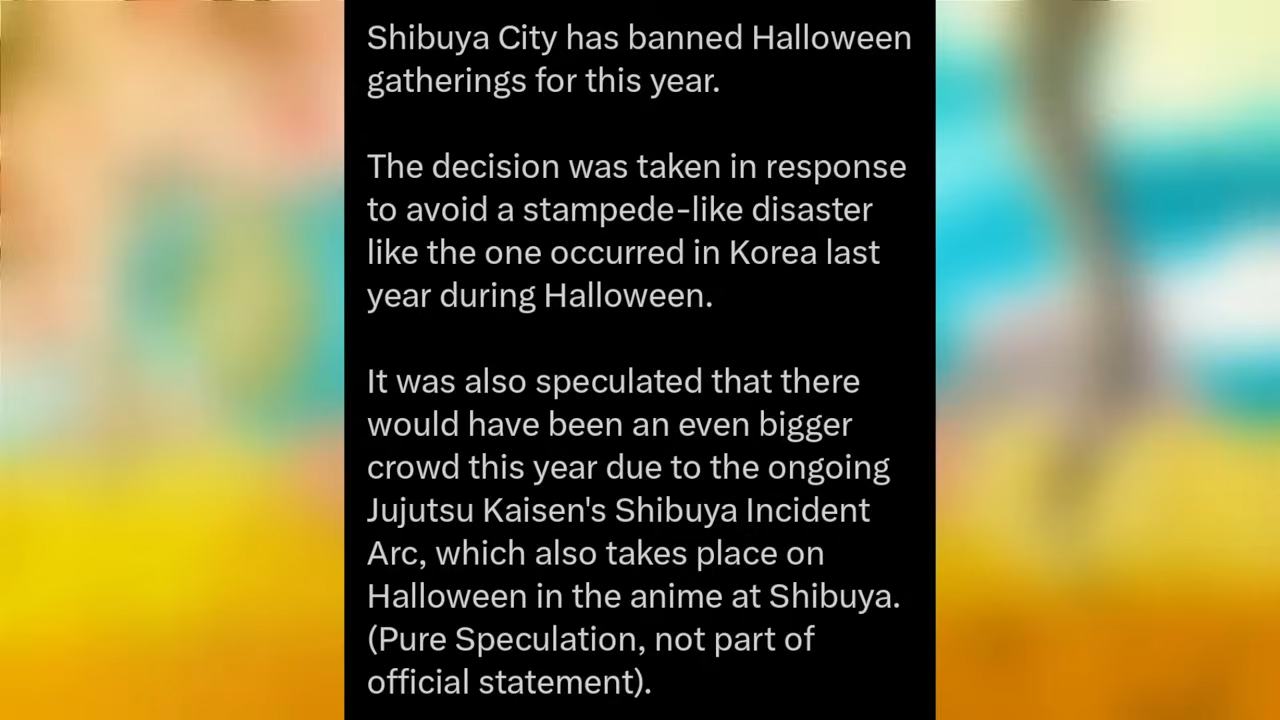 Shibuya City has banned Halloween
gatherings for this year.
The decision was taken in response
to avoid a stampede-like disaster
like the one occurred in Korea last
year during Halloween.
It was also speculated that there
would have been an even bigger
crowd this year due to the ongoing
Jujutsu Kaisen's Shibuya Incident
Arc, which also takes place on
Halloween in the anime at Shibuya.
(Pure Speculation, not part of
official statement).